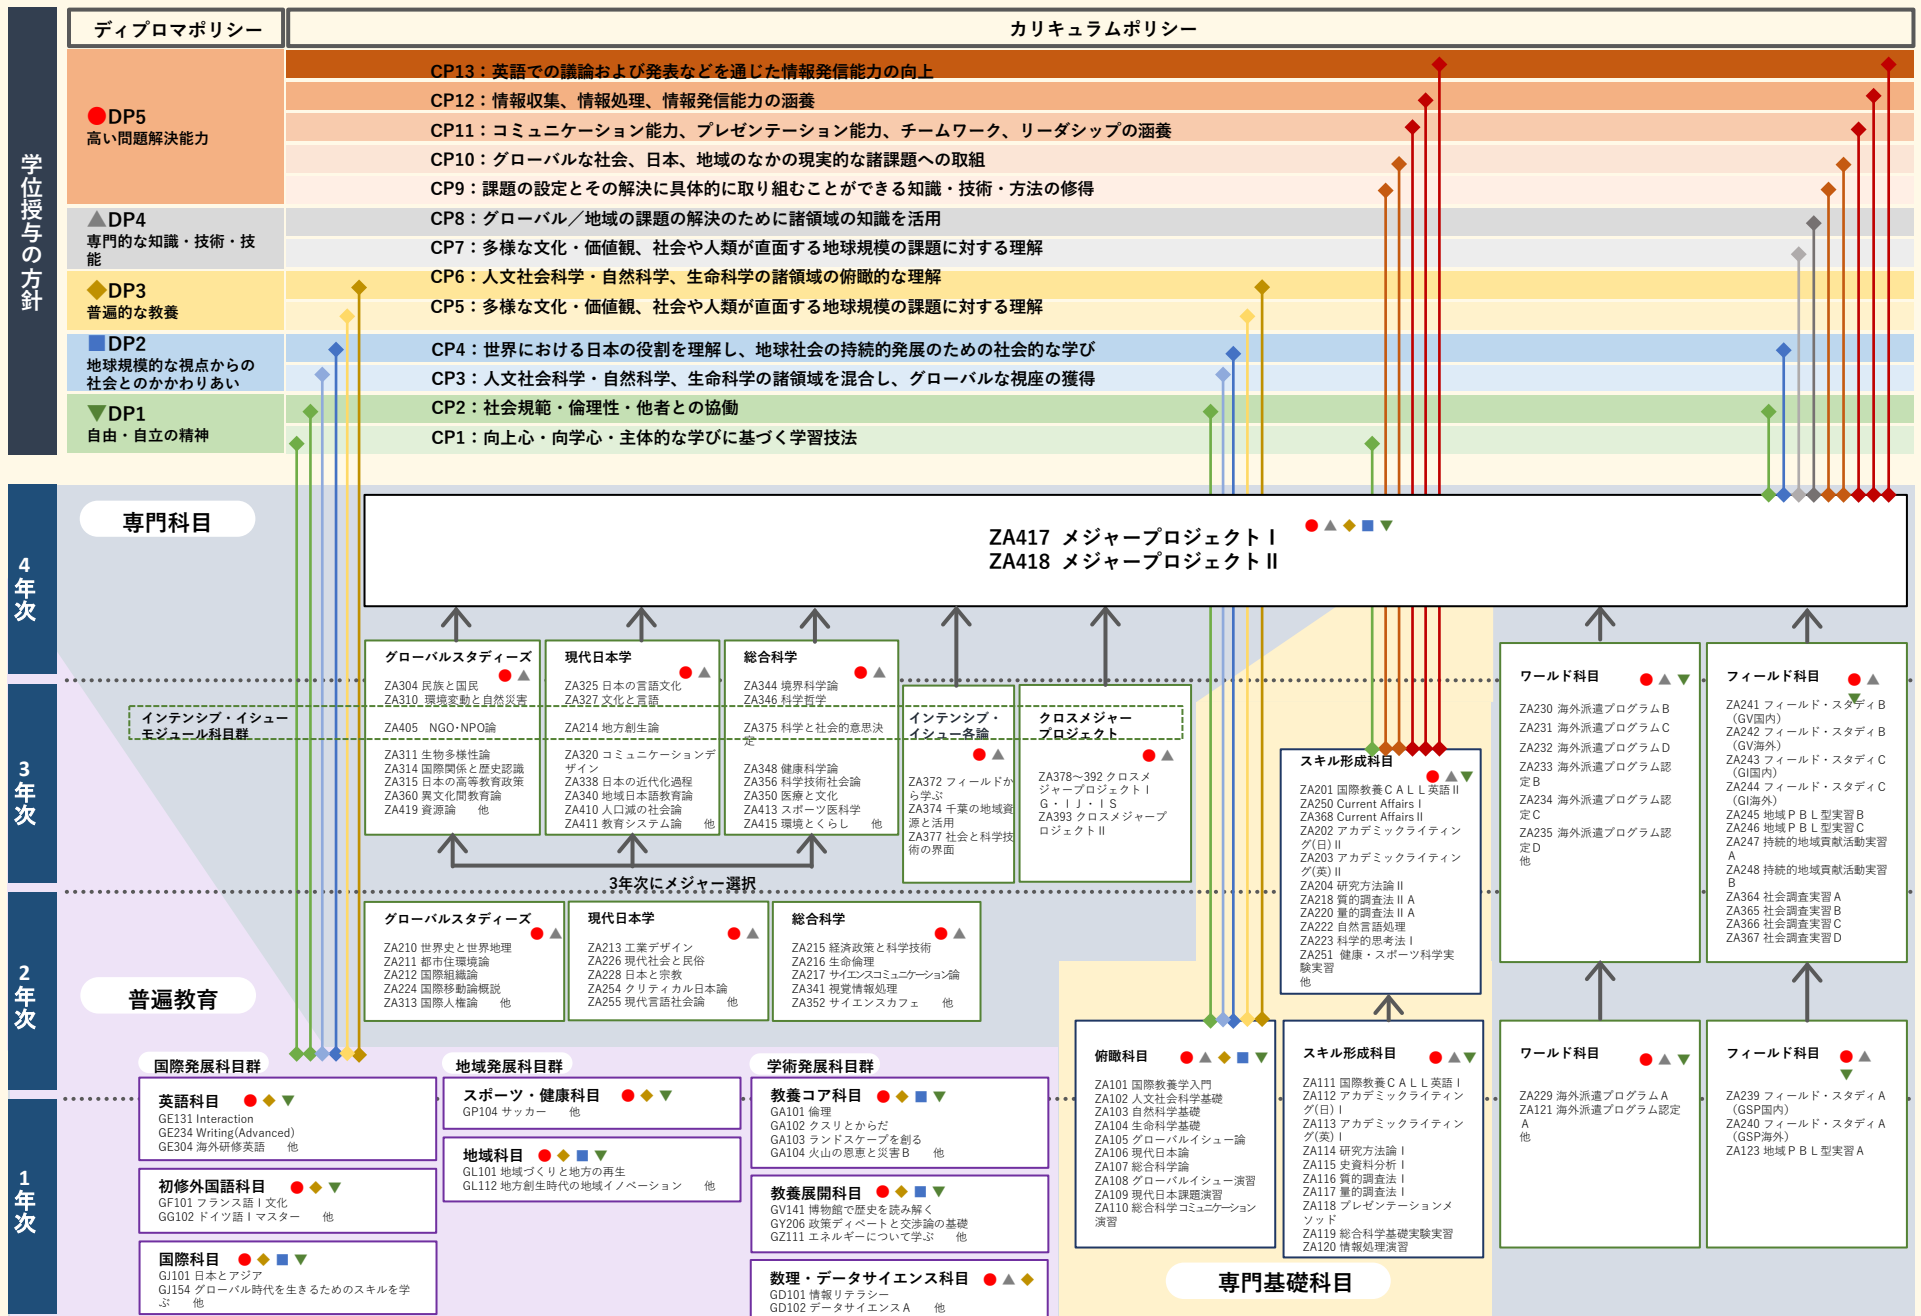 ディプロマポリシー
カリキュラムポリシー
学位授与の方針
DP5
高い問題解決能力
CP13：英語での議論および発表などを通じた情報発信能力の向上
CP12：情報収集、情報処理、情報発信能力の涵養
CP11：コミュニケーション能力、プレゼンテーション能力、チームワーク、リーダシップの涵養
CP10：グローバルな社会、日本、地域のなかの現実的な諸課題への取組
CP9：課題の設定とその解決に具体的に取り組むことができる知識・技術・方法の修得
DP4
専門的な知識・技術・技
能
CP8：グローバル／地域の課題の解決のために諸領域の知識を活用
CP7：多様な文化・価値観、社会や人類が直面する地球規模の課題に対する理解
DP3
普遍的な教養
CP6：人文社会科学・自然科学、生命科学の諸領域の俯瞰的な理解
CP5：多様な文化・価値観、社会や人類が直面する地球規模の課題に対する理解
DP2
地球規模的な視点からの
社会とのかかわりあい
CP4：世界における日本の役割を理解し、地球社会の持続的発展のための社会的な学び
CP3：人文社会科学・自然科学、生命科学の諸領域を混合し、グローバルな視座の獲得
DP1
自由・自立の精神
CP2：社会規範・倫理性・他者との協働
CP1：向上心・向学心・主体的な学びに基づく学習技法
4年次
専門科目
ZA417 メジャープロジェクトⅠ
ZA418 メジャープロジェクトⅡ
3年次
グローバルスタディーズ
ZA304 民族と国民
ZA310 環境変動と自然災害
ZA405 NGO・NPO論
ZA311 生物多様性論
ZA314 国際関係と歴史認識
ZA315 日本の高等教育政策
ZA360 異文化間教育論
ZA419 資源論 他
現代日本学
ZA325 日本の言語文化
ZA327 文化と言語
ZA214 地方創生論
ZA320 コミュニケーションデ
ザイン
ZA338 日本の近代化過程
ZA340 地域日本語教育論
ZA410 人口減の社会論
ZA411 教育システム論 他
総合科学
ZA344 境界科学論
ZA346 科学哲学
ZA375 科学と社会的意思決
定
ZA348 健康科学論
ZA356 科学技術社会論
ZA350 医療と文化
ZA413 スポーツ医科学
ZA415 環境とくらし 他
インテンシブ・イシュー
モジュール科目群
インテンシブ・
イシュー各論
ZA372 フィールドか
ら学ぶ
ZA374 千葉の地域資
源と活用
ZA377 社会と科学技
術の界面
クロスメジャー
プロジェクト
ZA378～392 クロスメ
ジャープロジェクトⅠ
G・IJ・IS
ZA393 クロスメジャープ
ロジェクトⅡ
3年次にメジャー選択
スキル形成科目
ZA201 国際教養ＣＡＬＬ英語Ⅱ
ZA250 Current AffairsⅠ
ZA368 Current AffairsⅡ
ZA202 アカデミックライティン
グ(日)Ⅱ
ZA203 アカデミックライティン
グ(英)Ⅱ
ZA204 研究方法論Ⅱ
ZA218 質的調査法ⅡＡ
ZA220 量的調査法ⅡＡ
ZA222 自然言語処理
ZA223 科学的思考法Ⅰ
ZA251 健康・スポーツ科学実
験実習
他
ワールド科目
ZA230 海外派遣プログラムＢ
ZA231 海外派遣プログラムＣ
ZA232 海外派遣プログラムＤ
ZA233 海外派遣プログラム認
定Ｂ
ZA234 海外派遣プログラム認
定Ｃ
ZA235 海外派遣プログラム認
定Ｄ
他
フィールド科目
ZA241 フィールド・スタディＢ
（GV国内）
ZA242 フィールド・スタディＢ
（GV海外）
ZA243 フィールド・スタディＣ
（GI国内）
ZA244 フィールド・スタディＣ
（GI海外）
ZA245 地域ＰＢＬ型実習Ｂ
ZA246 地域ＰＢＬ型実習Ｃ
ZA247 持続的地域貢献活動実習
Ａ
ZA248 持続的地域貢献活動実習
Ｂ
ZA364 社会調査実習Ａ
ZA365 社会調査実習Ｂ
ZA366 社会調査実習Ｃ
ZA367 社会調査実習Ｄ
2年次
普遍教育
グローバルスタディーズ
ZA210 世界史と世界地理
ZA211 都市住環境論
ZA212 国際組織論
ZA224 国際移動論概説
ZA313 国際人権論 他
現代日本学
ZA213 工業デザイン
ZA226 現代社会と民俗
ZA228 日本と宗教
ZA254 クリティカル日本論
ZA255 現代言語社会論 他
総合科学
ZA215 経済政策と科学技術
ZA216 生命倫理
ZA217 サイエンスコミュニケーション論
ZA341 視覚情報処理
ZA352 サイエンスカフェ 他
1年次
国際発展科目群
英語科目
GE131 Interaction
GE234 Writing(Advanced)
GE304 海外研修英語 他
初修外国語科目
GF101 フランス語Ⅰ文化
GG102 ドイツ語Ⅰマスター 他
国際科目
GJ101 日本とアジア
GJ154 グローバル時代を生きるためのスキルを学
ぶ 他
地域発展科目群
スポーツ・健康科目
GP104 サッカー 他
地域科目
GL101 地域づくりと地方の再生
GL112 地方創生時代の地域イノベーション 他
学術発展科目群
教養コア科目
GA101 倫理
GA102 クスリとからだ
GA103 ランドスケープを創る
GA104 火山の恩恵と災害Ｂ 他
教養展開科目
GV141 博物館で歴史を読み解く
GY206 政策ディベートと交渉論の基礎
GZ111 エネルギーについて学ぶ 他
数理・データサイエンス科目
GD101 情報リテラシー
GD102 データサイエンスＡ 他
俯瞰科目
ZA101 国際教養学入門
ZA102 人文社会科学基礎
ZA103 自然科学基礎
ZA104 生命科学基礎
ZA105 グローバルイシュー論
ZA106 現代日本論
ZA107 総合科学論
ZA108 グローバルイシュー演習
ZA109 現代日本課題演習
ZA110 総合科学コミュニケーション
演習
スキル形成科目
ZA111 国際教養ＣＡＬＬ英語Ⅰ
ZA112 アカデミックライティン
グ(日)Ⅰ
ZA113 アカデミックライティン
グ(英)Ⅰ
ZA114 研究方法論Ⅰ
ZA115 史資料分析Ⅰ
ZA116 質的調査法Ⅰ
ZA117 量的調査法Ⅰ
ZA118 プレゼンテーションメ
ソッド
ZA119 総合科学基礎実験実習
ZA120 情報処理演習
専門基礎科目
ワールド科目
ZA229 海外派遣プログラムＡ
ZA121 海外派遣プログラム認定
Ａ
他
フィールド科目
ZA239 フィールド・スタディＡ
（GSP国内）
ZA240 フィールド・スタディＡ
（GSP海外）
ZA123 地域ＰＢＬ型実習Ａ